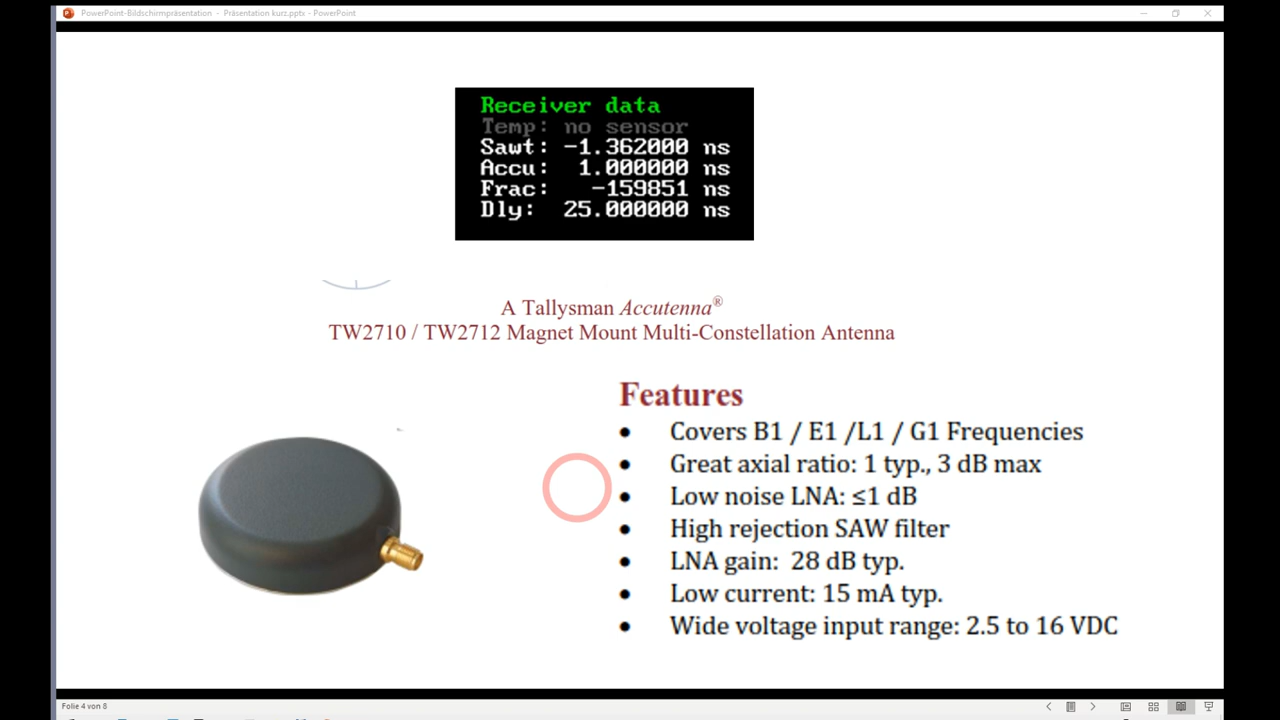 PowerPoint-Bildschirmpräsentation - Präsentation kurz.pptx - PowerPoint
Receiver data
Temp: no sensor
Sawt: -1.362000 ns
Accu: 1.000000 ns
Frac: -159851 ns
Dly: 25.000000 ns
A Tallysman Accutenna®
TW2710 / TW2712 Magnet Mount Multi-Constellation Antenna
Features
• Covers B1 / E1 /L1 / G1 Frequencies
• Great axial ratio: 1 typ., 3 dB max
• Low noise LNA: ≤1 dB
• High rejection SAW filter
• LNA gain: 28 dB typ.
• Low current: 15 mA typ.
• Wide voltage input range: 2.5 to 16 VDC
Folie 4 von 8